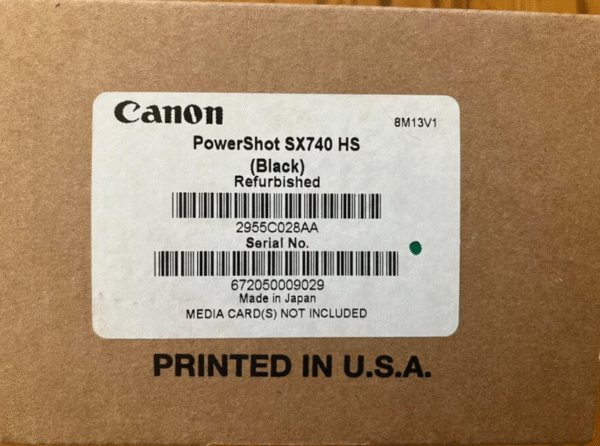 Canon
8M13V1
PowerShot SX740 HS
(Black)
Refurbished
2955C028AA
Serial No.
672050009029
Made in Japan
MEDIA CARD(S) NOT INCLUDED
PRINTED IN U.S.A.